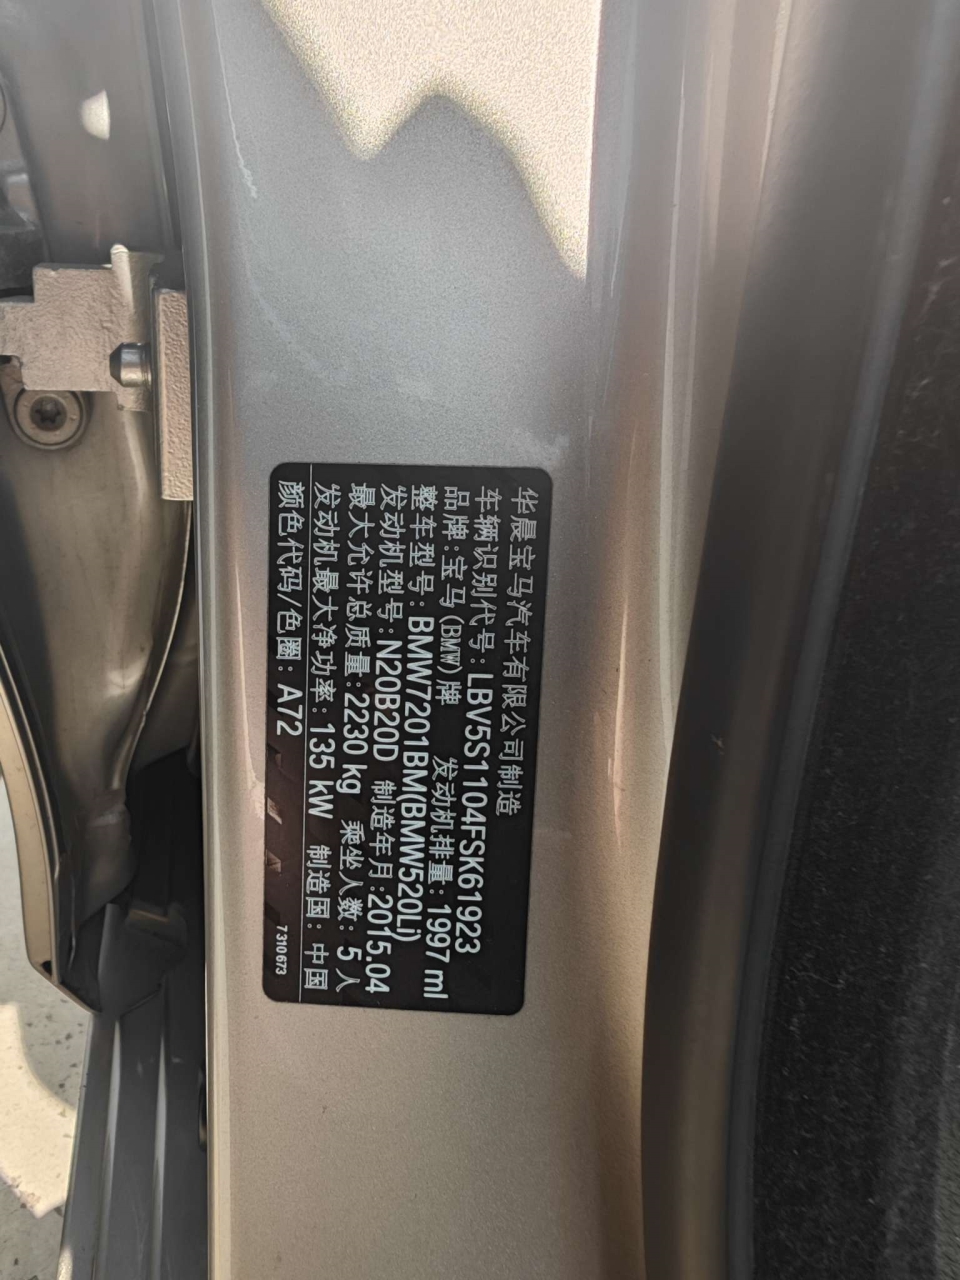 华晨宝马汽车有限公司制造
车辆识别代号:LBV5S1104FSK61923
品牌:宝马(BMW)牌 发动机排量:1997 ml
整车型号:BMW7201BM(BMW520Li)
发动机型号:N20B20D 制造年月:2015.04
最大允许总质量:2230 kg 乘坐人数:5人
发动机最大净功率:135 kW 制造国:中国
颜色代码/色圈:A72
7310673